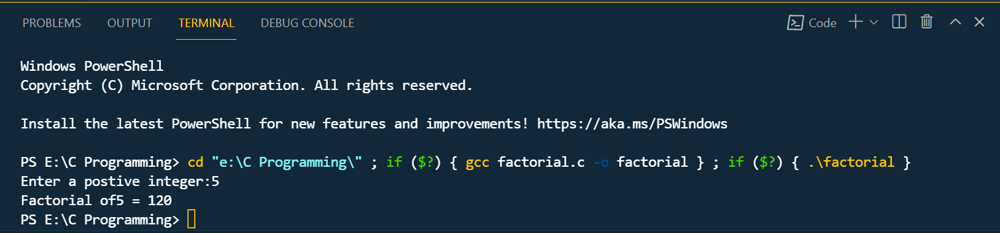 PROBLEMS OUTPUT TERMINAL DEBUG CONSOLE Code
Windows PowerShell
Copyright (C) Microsoft Corporation. All rights reserved.
Install the latest PowerShell for new features and improvements! https://aka.ms/PSWindows
PS E:\C Programming> cd "e:\C Programming\" ; if ($?) { gcc factorial.c -o factorial } ; if ($?) { .\factorial }
Enter a postive integer:5
Factorial of5 = 120
PS E:\C Programming>